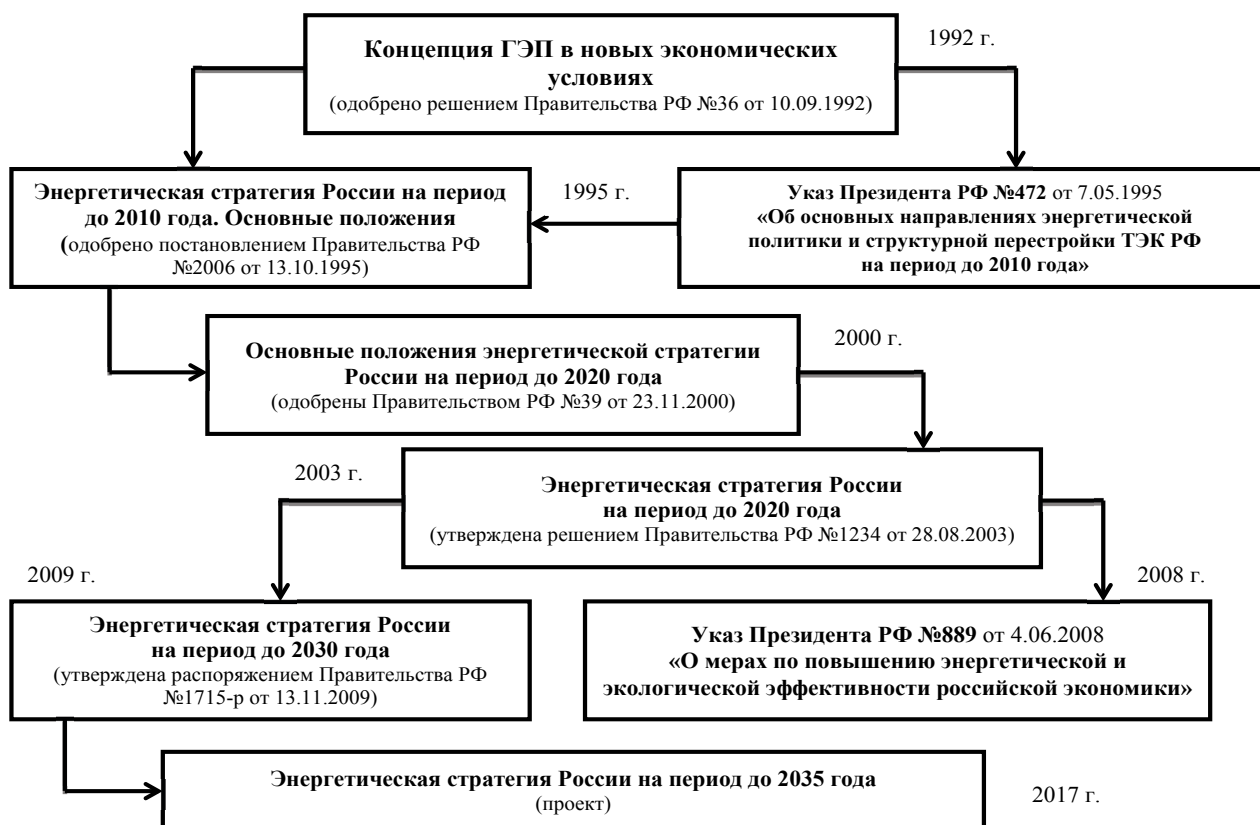 Концепция ГЭП в новых экономических
условиях
(одобрено решением Правительства РФ №36 от 10.09.1992)
1992 г.
Энергетическая стратегия России на период
до 2010 года. Основные положения
(одобрено постановлением Правительства РФ
№2006 от 13.10.1995)
1995 г.
Указ Президента РФ №472 от 7.05.1995
«Об основных направлениях энергетической
политики и структурной перестройки ТЭК РФ
на период до 2010 года»
Основные положения энергетической стратегии
России на период до 2020 года
(одобрены Правительством РФ №39 от 23.11.2000)
2000 г.
2003 г.
Энергетическая стратегия России
на период до 2020 года
(утверждена решением Правительства РФ №1234 от 28.08.2003)
2009 г.
2008 г.
Энергетическая стратегия России
на период до 2030 года
(утверждена распоряжением Правительства РФ
№1715-р от 13.11.2009)
Указ Президента РФ №889 от 4.06.2008
«О мерах по повышению энергетической и
экологической эффективности российской экономики»
Энергетическая стратегия России на период до 2035 года
(проект)
2017 г.